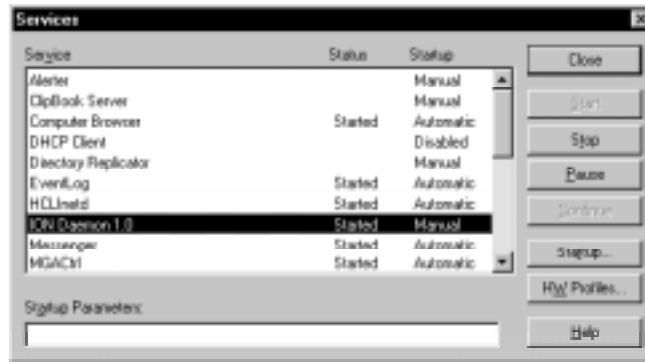 Services
Service Status Startup
Alerter Manual
ClipBook Server Manual
Computer Browser Started Automatic
DHCP Client Disabled
Directory Replicator Manual
EventLog Started Automatic
HCLInetd Started Automatic
ION Daemon 1.0 Started Manual
Messenger Started Automatic
MGACtrl Started Automatic
Startup Parameters:
Close
Start
Stop
Pause
Continue
Startup...
HW Profiles...
Help